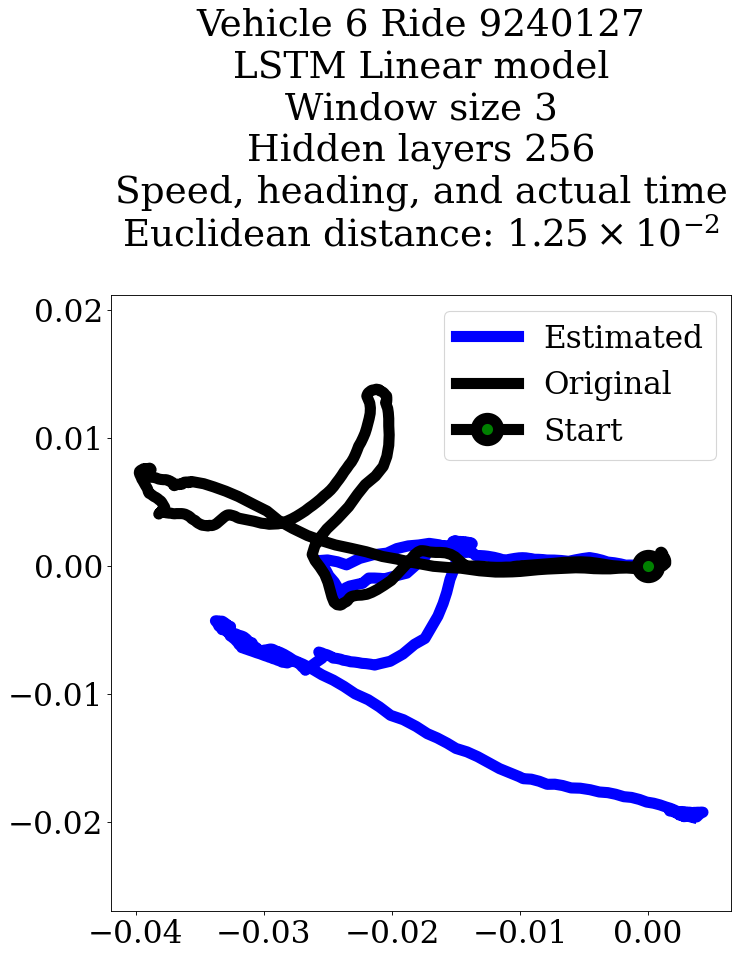 Vehicle 6 Ride 9240127
LSTM Linear model
Window size 3
Hidden layers 256
Speed, heading, and actual time
Euclidean distance: 1.25 × 10⁻²
Estimated
Original
Start
0.02
0.01
0.00
−0.01
−0.02
−0.04 −0.03 −0.02 −0.01 0.00